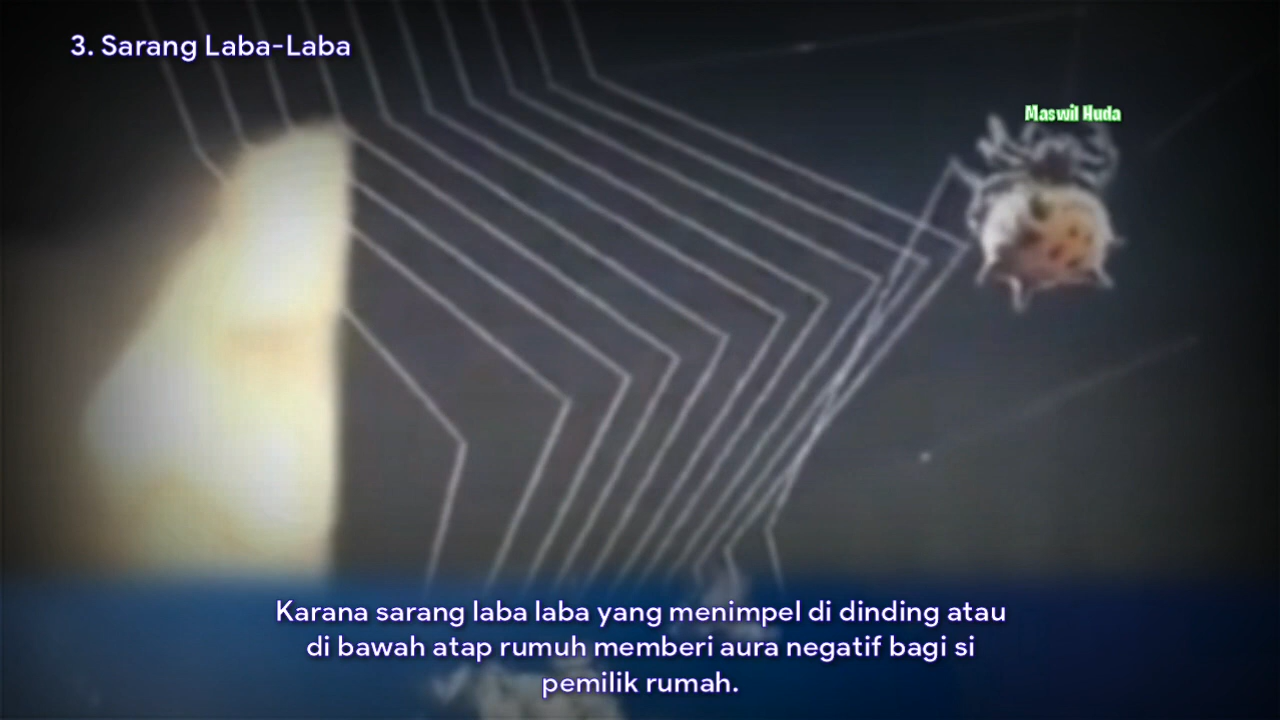 3. Sarang Laba-Laba
Maswil Huda
Karana sarang laba laba yang menimpel di dinding atau
di bawah atap rumuh memberi aura negatif bagi si
pemilik rumah.